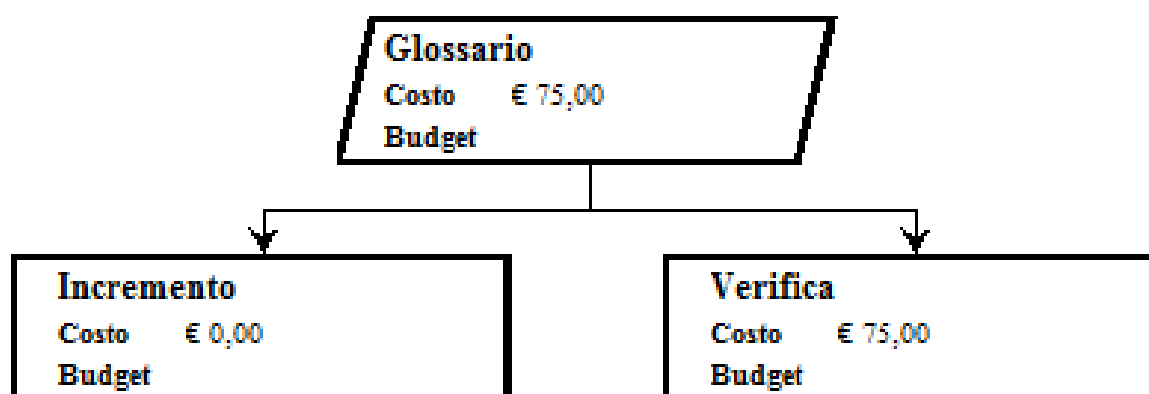 Glossario
Costo € 75,00
Budget
Incremento
Costo € 0,00
Budget
Verifica
Costo € 75,00
Budget